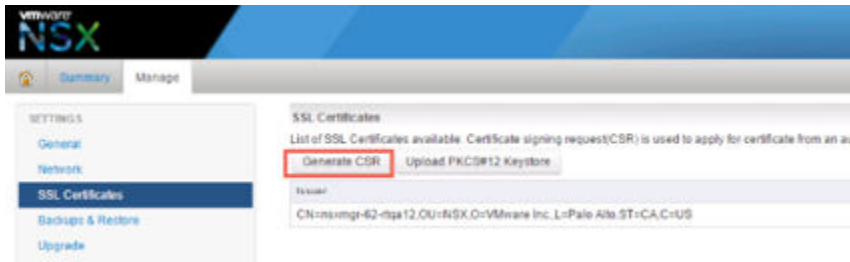 vmware
NSX
Summary
Manage
SETTINGS
General
Network
SSL Certificates
Backups & Restore
Upgrade
SSL Certificates
List of SSL Certificates available. Certificate signing request(CSR) is used to apply for certificate from an au
Generate CSR
Upload PKCS#12 Keystore
Issuer
CN=nsxmgr-62-rtqa12,OU=NSX,O=VMware Inc.,L=Palo Alto,ST=CA,C=US